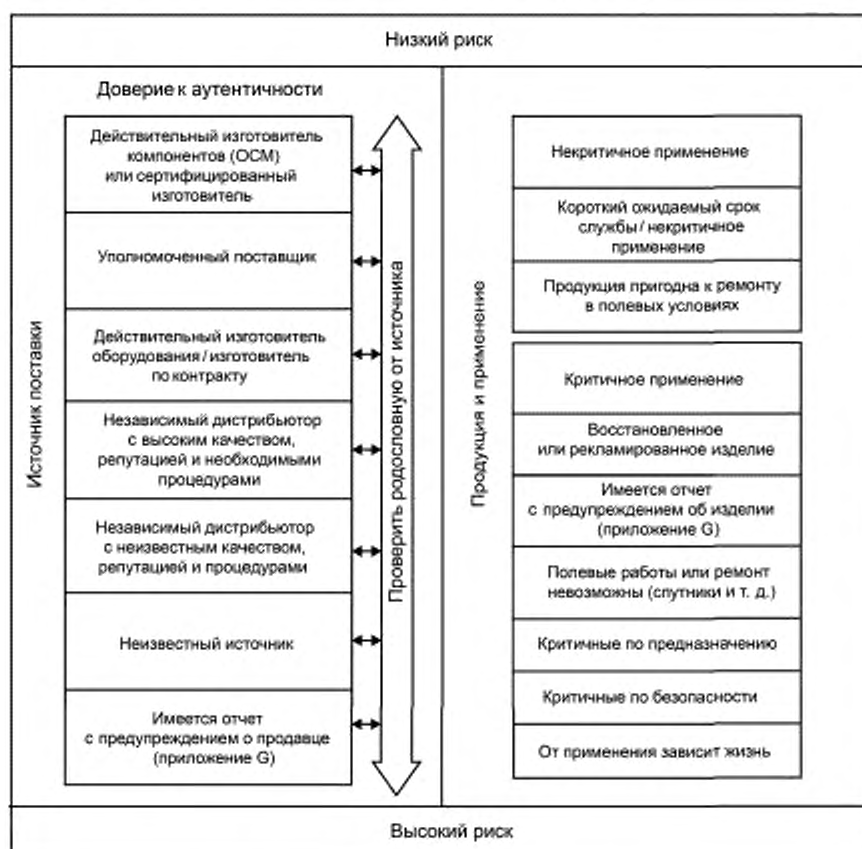 Низкий риск
Доверие к аутентичности
Источник поставки
Действительный изготовитель
компонентов (ОСМ)
или сертифицированный
изготовитель
Уполномоченный поставщик
Действительный изготовитель
оборудования/изготовитель
по контракту
Независимый дистрибьютор
с высоким качеством,
репутацией и необходимыми
процедурами
Независимый дистрибьютор
с неизвестным качеством,
репутацией и процедурами
Неизвестный источник
Имеется отчет
с предупреждением о продавце
(приложение G)
Проверить родословную от источника
Продукция и применение
Некритичное применение
Короткий ожидаемый срок
службы/некритичное
применение
Продукция пригодна к ремонту
в полевых условиях
Критичное применение
Восстановленное
или рекламированное изделие
Имеется отчет
с предупреждением об изделии
(приложение G)
Полевые работы или ремонт
невозможны (спутники и т. д.)
Критичные по предназначению
Критичные по безопасности
От применения зависит жизнь
Высокий риск